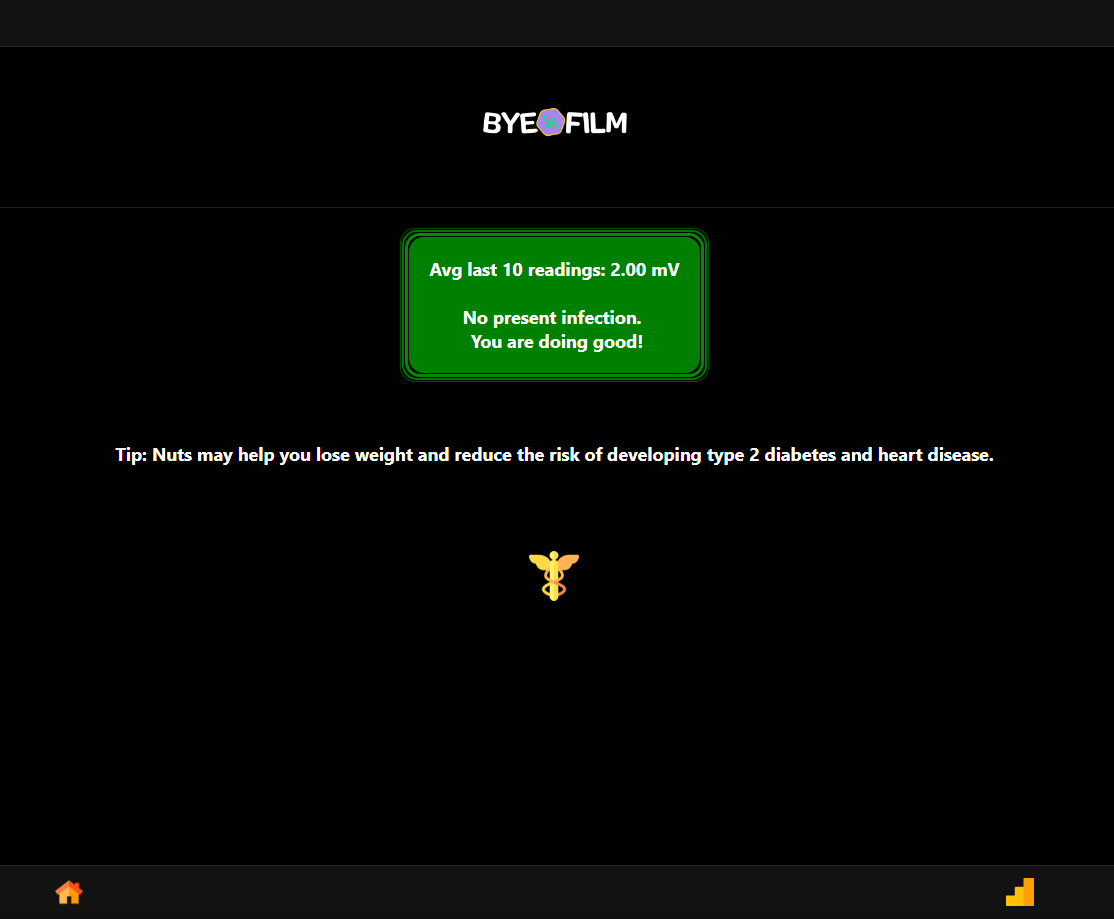 BYE FILM
Avg last 10 readings: 2.00 mV
No present infection.
You are doing good!
Tip: Nuts may help you lose weight and reduce the risk of developing type 2 diabetes and heart disease.